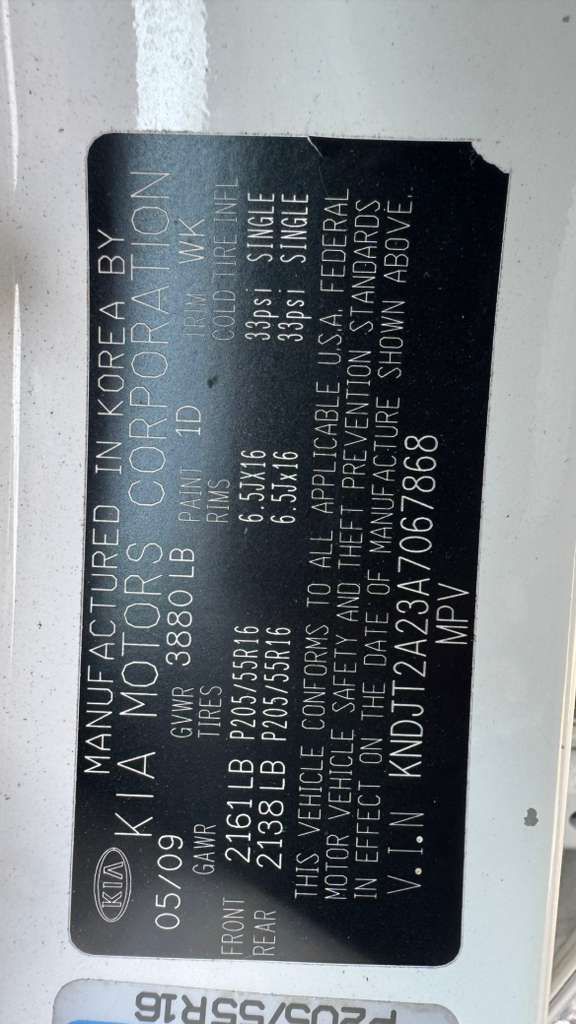 MANUFACTURED IN KOREA BY
KIA KIA MOTORS CORPORATION
05/09 GVWR 3880 LB PAINT 1D TRIM WK
GAWR TIRES RIMS COLD TIRE INFL
FRONT 2161 LB P205/55R16 6.5JX16 33psi SINGLE
REAR 2138 LB P205/55R16 6.5Jx16 33psi SINGLE
THIS VEHICLE CONFORMS TO ALL APPLICABLE U.S.A. FEDERAL
MOTOR VEHICLE SAFETY AND THEFT PREVENTION STANDARDS
IN EFFECT ON THE DATE OF MANUFACTURE SHOWN ABOVE.
V.I.N KNDJT2A23A7067868
MPV
P205/55R16